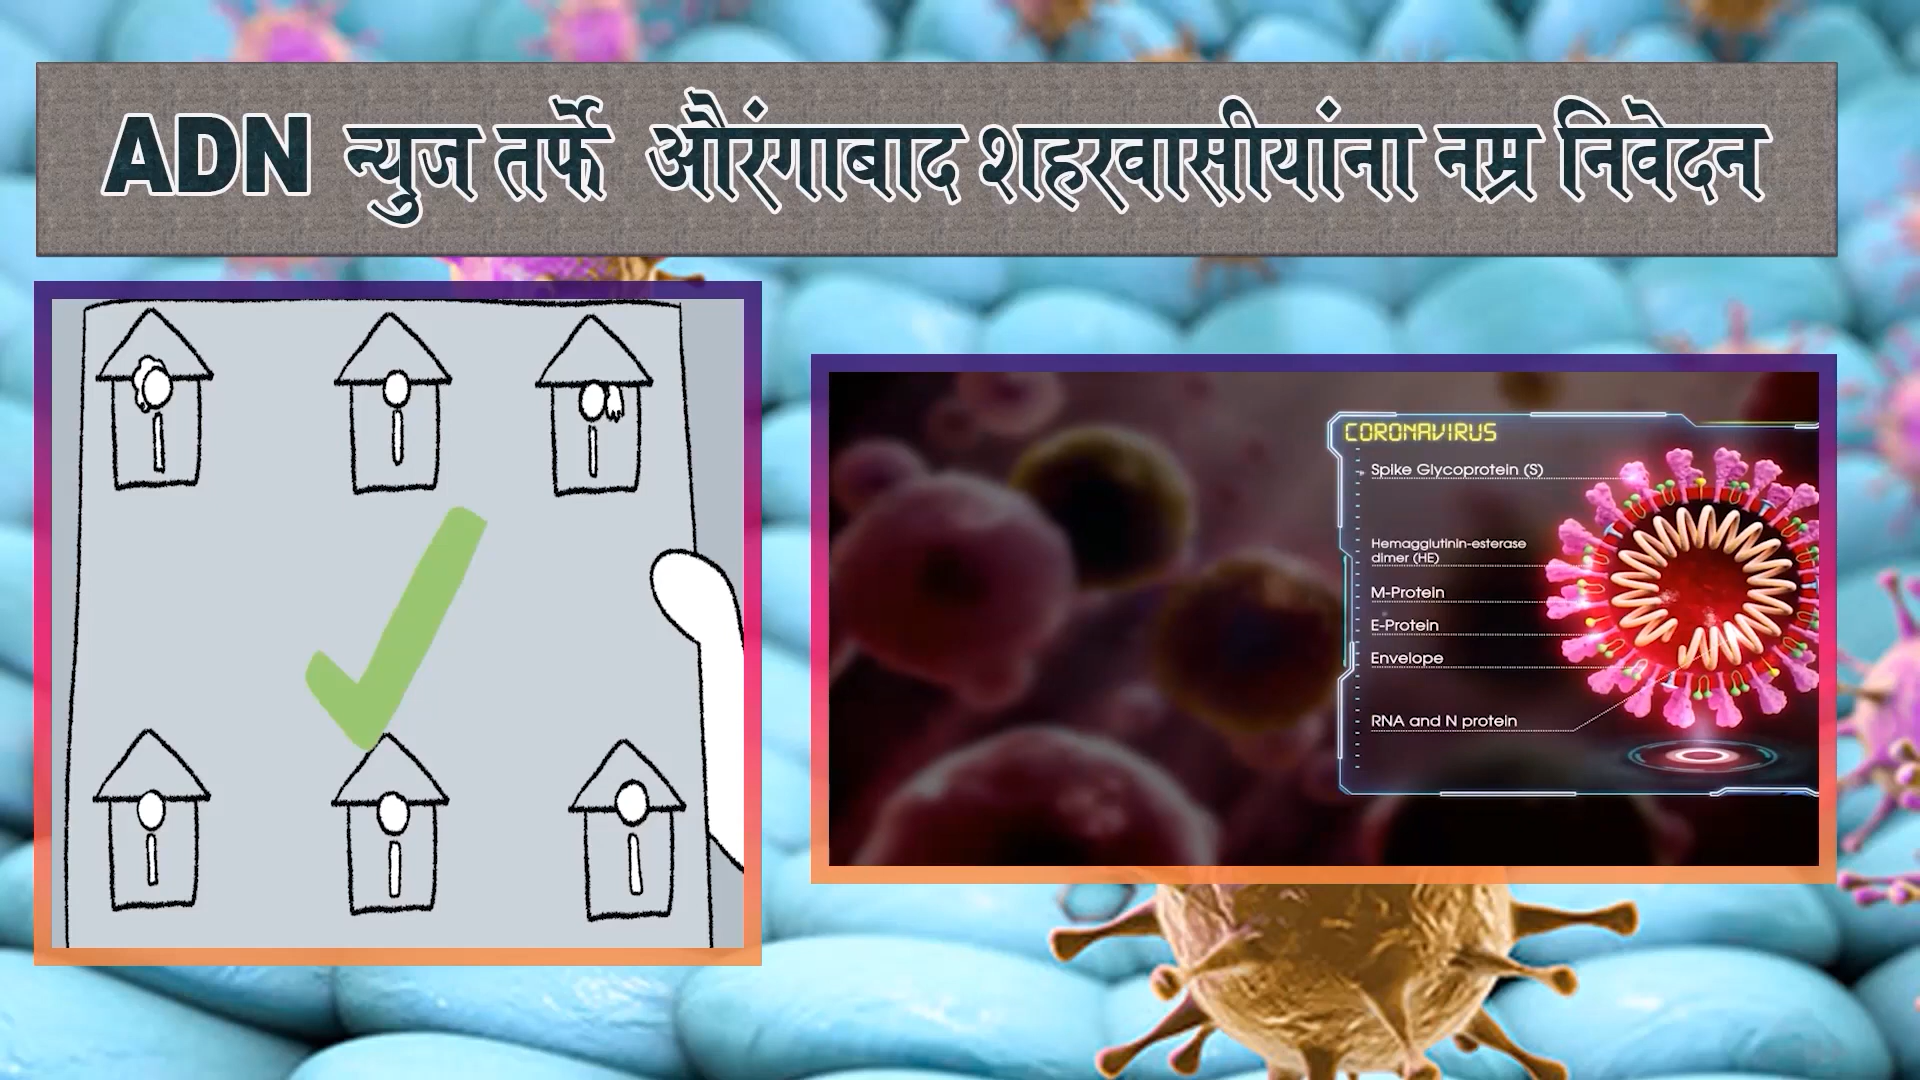 ADN न्युज तर्फे औरंगाबाद शहरवासीयांना नम्र निवेदन
CORONAVIRUS
Spike Glycoprotein (S)
Hemagglutinin-esterase
dimer (HE)
M-Protein
E-Protein
Envelope
RNA and N protein